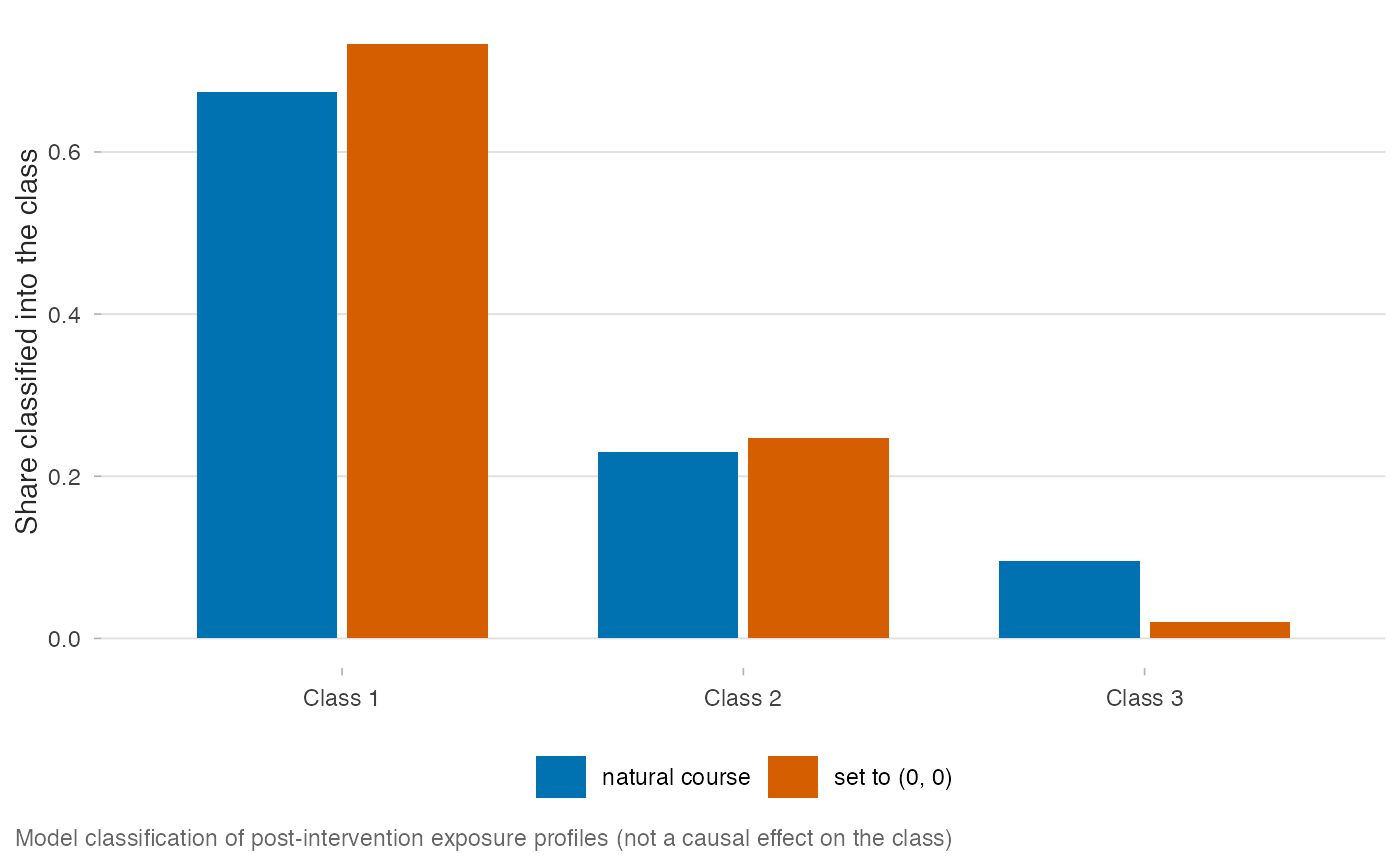 Share classified into the class
0.6
0.4
0.2
0.0
Class 1
Class 2
Class 3
natural course
set to (0, 0)
Model classification of post-intervention exposure profiles (not a causal effect on the class)